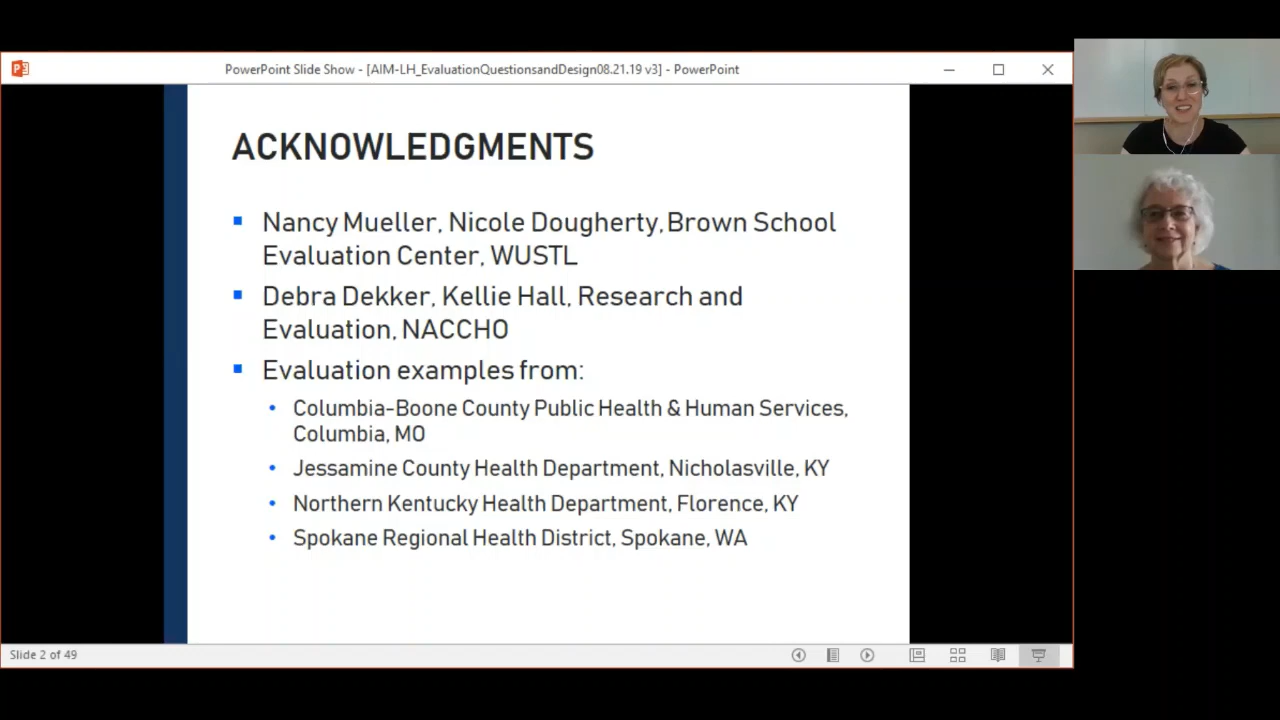 PowerPoint Slide Show - [AIM-LH_EvaluationQuestionsandDesign08.21.19 v3] - PowerPoint
ACKNOWLEDGMENTS
Nancy Mueller, Nicole Dougherty, Brown School
Evaluation Center, WUSTL
Debra Dekker, Kellie Hall, Research and
Evaluation, NACCHO
Evaluation examples from:
Columbia-Boone County Public Health & Human Services,
Columbia, MO
Jessamine County Health Department, Nicholasville, KY
Northern Kentucky Health Department, Florence, KY
Spokane Regional Health District, Spokane, WA
Slide 2 of 49